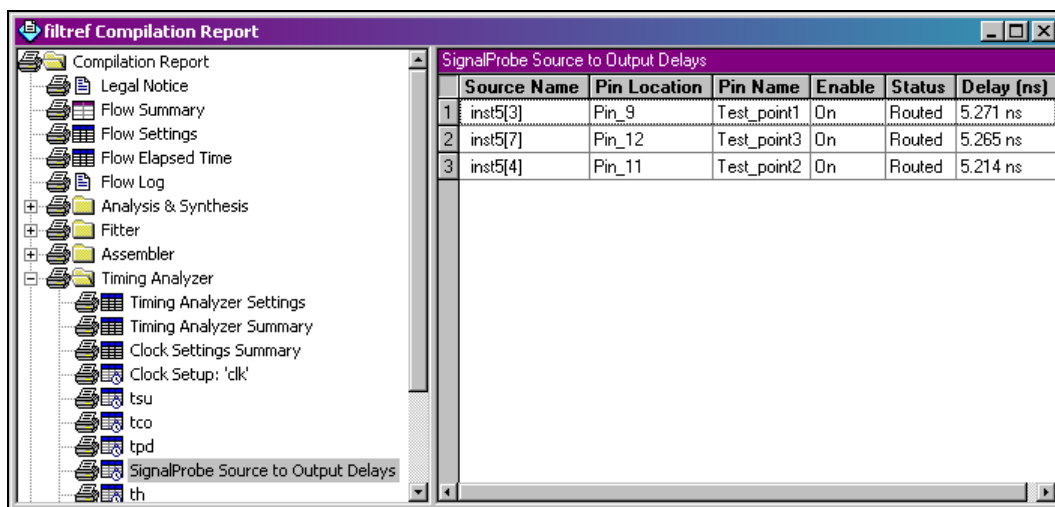 filtref Compilation Report
Compilation Report
Legal Notice
Flow Summary
Flow Settings
Flow Elapsed Time
Flow Log
Analysis & Synthesis
Fitter
Assembler
Timing Analyzer
Timing Analyzer Settings
Timing Analyzer Summary
Clock Settings Summary
Clock Setup: 'clk'
tsu
tco
tpd
SignalProbe Source to Output Delays
th
SignalProbe Source to Output Delays
Source Name Pin Location Pin Name Enable Status Delay (ns)
1 inst5[3] Pin_9 Test_point1 On Routed 5.271 ns
2 inst5[7] Pin_12 Test_point3 On Routed 5.265 ns
3 inst5[4] Pin_11 Test_point2 On Routed 5.214 ns